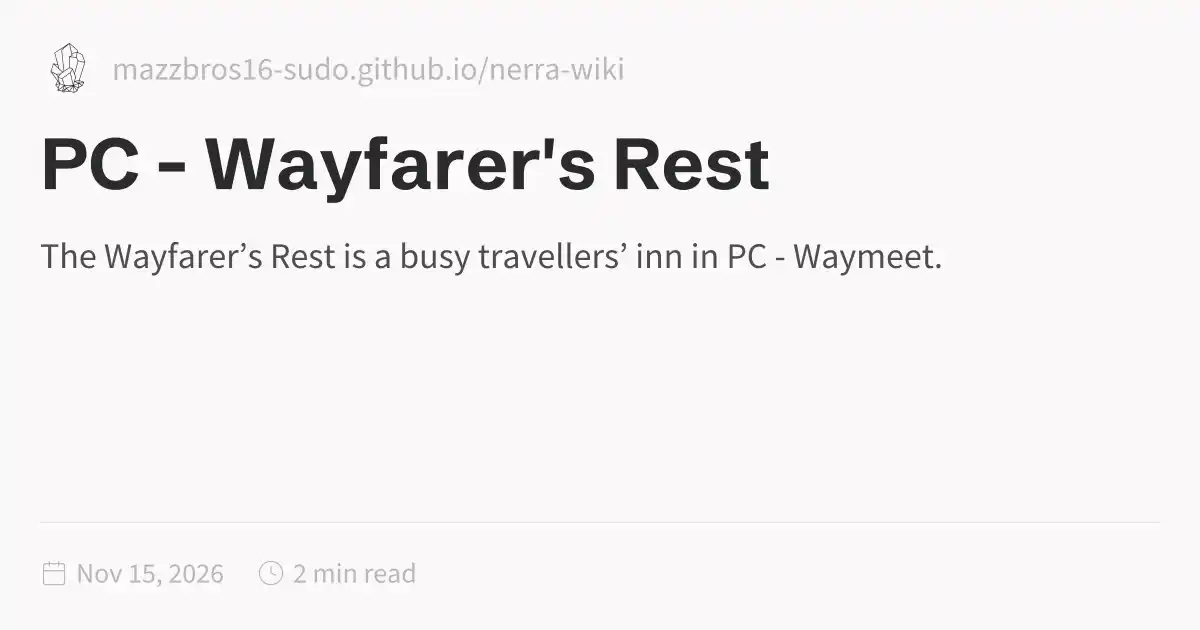 mazzbros16-sudo.github.io/nerra-wiki
PC - Wayfarer's Rest
The Wayfarer’s Rest is a busy travellers’ inn in PC - Waymeet.
Nov 15, 2026
2 min read